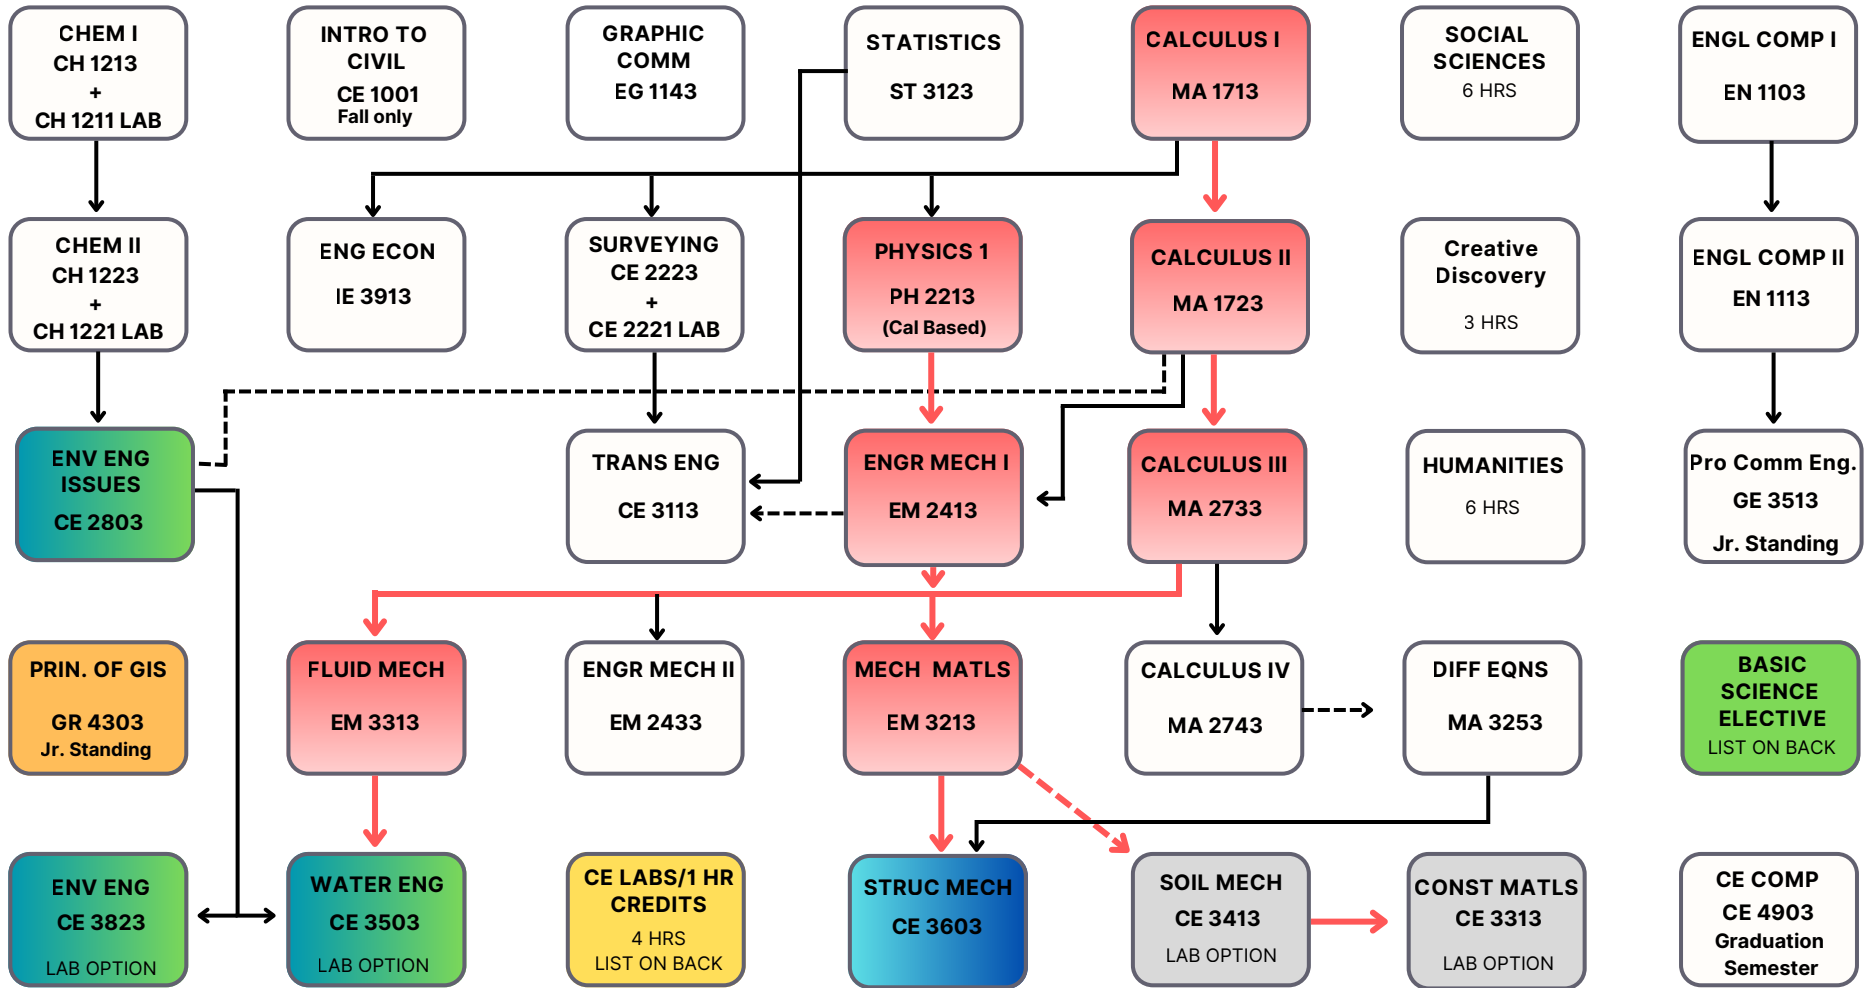 CHEM I
CH 1213
+
CH 1211 LAB
INTRO TO
CIVIL
CE 1001
Fall only
GRAPHIC
COMM
EG 1143
STATISTICS
ST 3123
CALCULUS I
MA 1713
SOCIAL
SCIENCES
6 HRS
ENGL COMP I
EN 1103
CHEM II
CH 1223
+
CH 1221 LAB
ENG ECON
IE 3913
SURVEYING
CE 2223
+
CE 2221 LAB
PHYSICS 1
PH 2213
(Cal Based)
CALCULUS II
MA 1723
Creative
Discovery
3 HRS
ENGL COMP II
EN 1113
ENV ENG
ISSUES
CE 2803
TRANS ENG
CE 3113
ENGR MECH I
EM 2413
CALCULUS III
MA 2733
HUMANITIES
6 HRS
Pro Comm Eng.
GE 3513
Jr. Standing
PRIN. OF GIS
GR 4303
Jr. Standing
FLUID MECH
EM 3313
ENGR MECH II
EM 2433
MECH MATLS
EM 3213
CALCULUS IV
MA 2743
DIFF EQNS
MA 3253
BASIC
SCIENCE
ELECTIVE
LIST ON BACK
ENV ENG
CE 3823
LAB OPTION
WATER ENG
CE 3503
LAB OPTION
CE LABS/1 HR
CREDITS
4 HRS
LIST ON BACK
STRUC MECH
CE 3603
SOIL MECH
CE 3413
LAB OPTION
CONST MATLS
CE 3313
LAB OPTION
CE COMP
CE 4903
Graduation
Semester